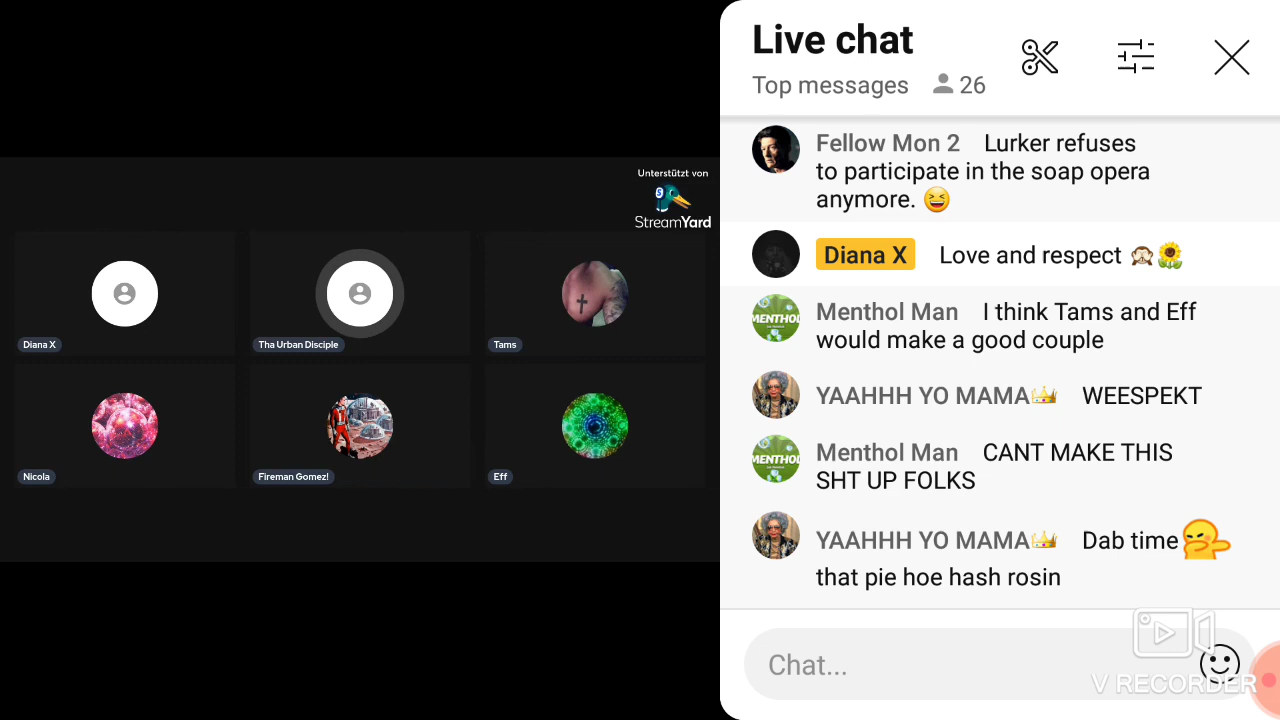 Unterstützt von
StreamYard
Diana X
Tha Urban Disciple
Tams
Nicola
Fireman Gomez!
Eff
Live chat
Top messages 26
Fellow Mon 2 Lurker refuses
to participate in the soap opera
anymore. 😆
Diana X Love and respect 🙈🌻
Menthol Man I think Tams and Eff
would make a good couple
YAAHHH YO MAMA👑 WEESPEKT
Menthol Man CANT MAKE THIS
SHT UP FOLKS
YAAHHH YO MAMA👑 Dab time
that pie hoe hash rosin
Chat...
V RECORDER
MENTHOL
MENTHOL